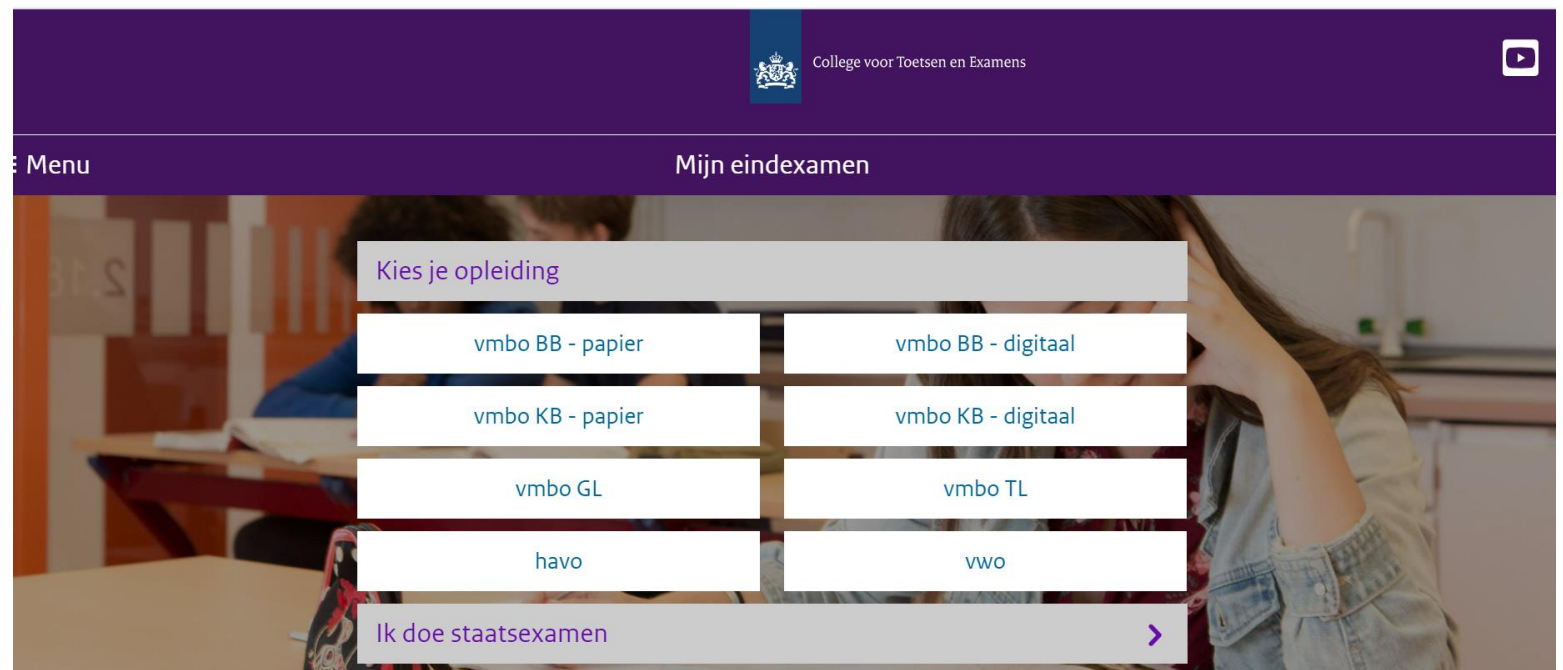 College voor Toetsen en Examens
Menu
Mijn eindexamen
Kies je opleiding
vmbo BB - papier
vmbo BB - digitaal
vmbo KB - papier
vmbo KB - digitaal
vmbo GL
vmbo TL
havo
vwo
Ik doe staatsexamen